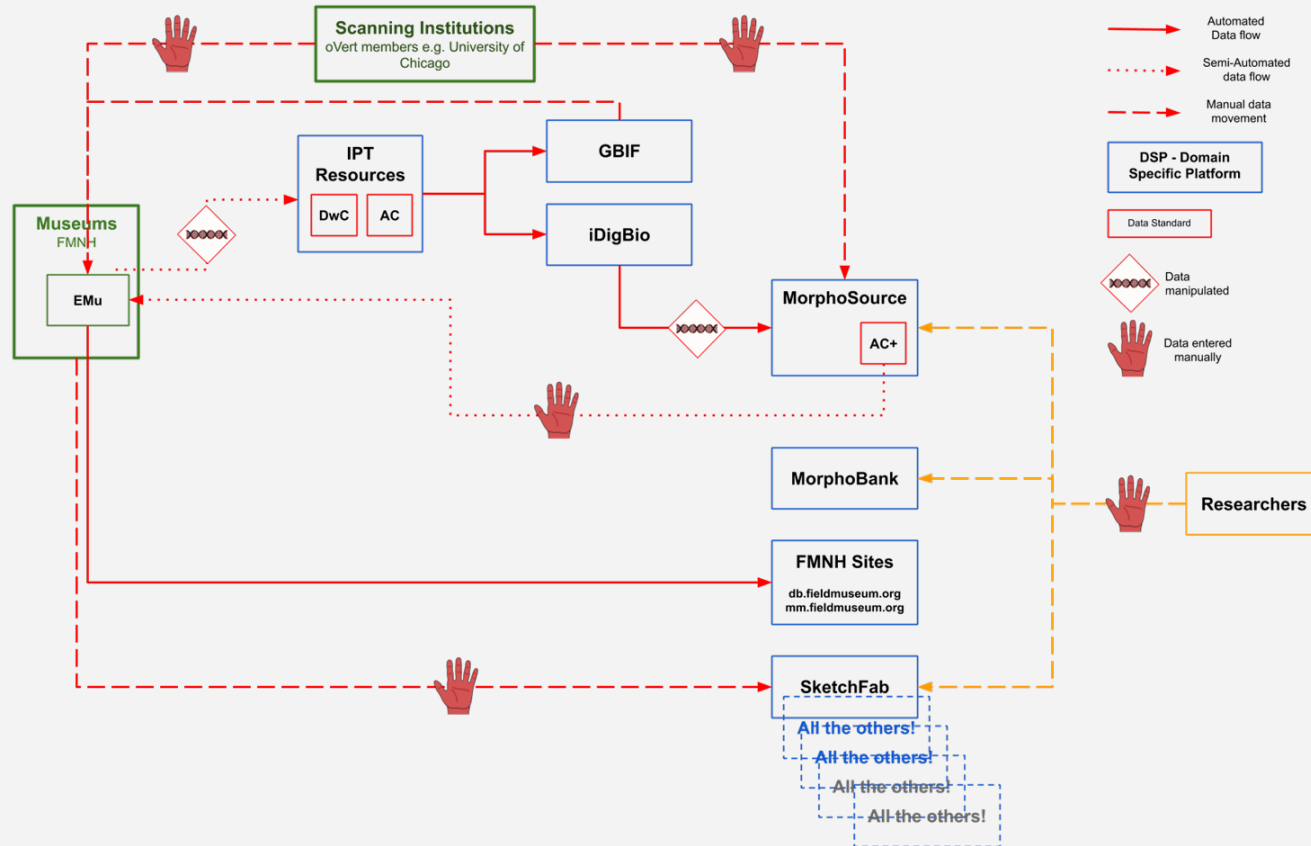 Scanning Institutions
oVert members e.g. University of
Chicago
Automated
Data flow
Semi-Automated
data flow
Manual data
movement
DSP - Domain
Specific Platform
Data Standard
Data
manipulated
Data entered
manually
IPT
Resources
DwC
AC
GBIF
iDigBio
Museums
FMNH
EMu
MorphoSource
AC+
MorphoBank
Researchers
FMNH Sites
db.fieldmuseum.org
mm.fieldmuseum.org
SketchFab
All the others!
All the others!
All the others!
All the others!